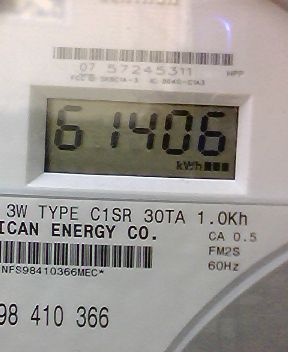 07 57245311 HPP
61406
kWh
3W TYPE C1SR 30TA 1.0Kh
ICAN ENERGY CO.
CA 0.5
FM2S
60Hz
NFS98410366MEC*
98 410 366